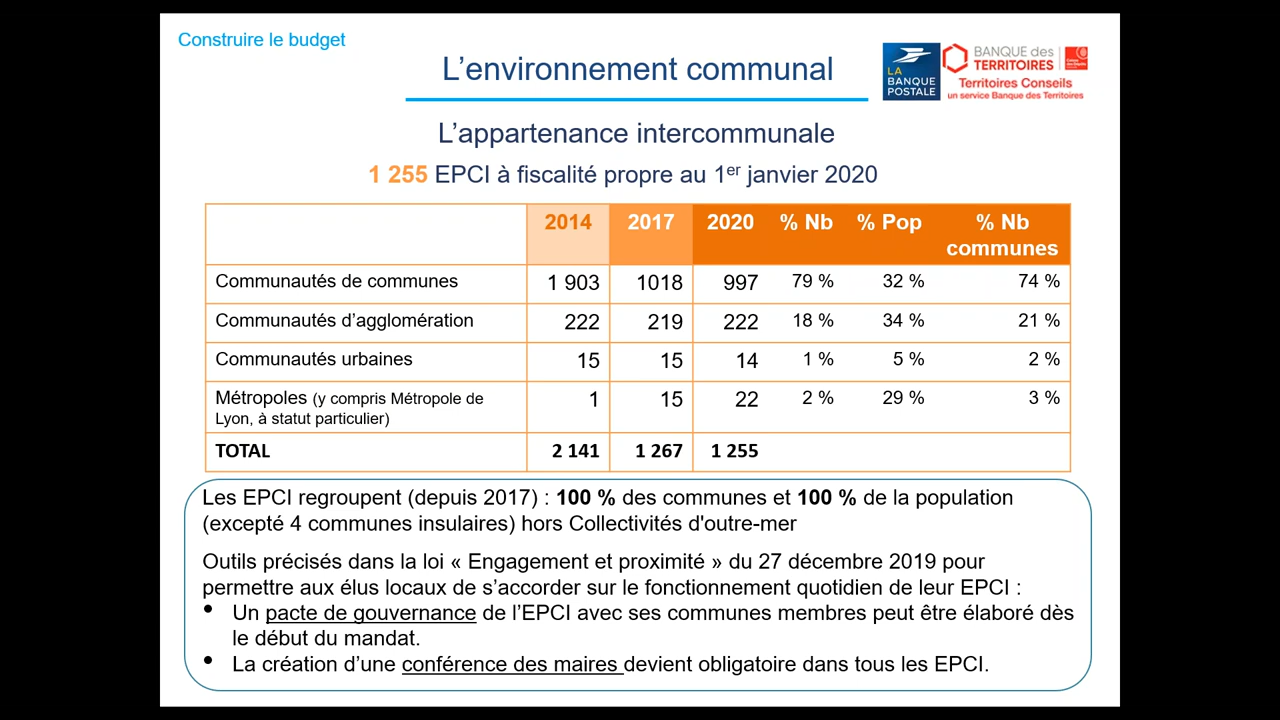 Construire le budget
L’environnement communal
LA
BANQUE
POSTALE
BANQUE des
TERRITOIRES
Territoires Conseils
un service Banque des Territoires
L’appartenance intercommunale
1 255 EPCI à fiscalité propre au 1er janvier 2020
2014 2017 2020 % Nb % Pop % Nb
communes
Communautés de communes 1 903 1018 997 79 % 32 % 74 %
Communautés d’agglomération 222 219 222 18 % 34 % 21 %
Communautés urbaines 15 15 14 1 % 5 % 2 %
Métropoles (y compris Métropole de 1 15 22 2 % 29 % 3 %
Lyon, à statut particulier)
TOTAL 2 141 1 267 1 255
Les EPCI regroupent (depuis 2017) : 100 % des communes et 100 % de la population
(excepté 4 communes insulaires) hors Collectivités d'outre-mer
Outils précisés dans la loi « Engagement et proximité » du 27 décembre 2019 pour
permettre aux élus locaux de s’accorder sur le fonctionnement quotidien de leur EPCI :
• Un pacte de gouvernance de l’EPCI avec ses communes membres peut être élaboré dès
le début du mandat.
• La création d’une conférence des maires devient obligatoire dans tous les EPCI.